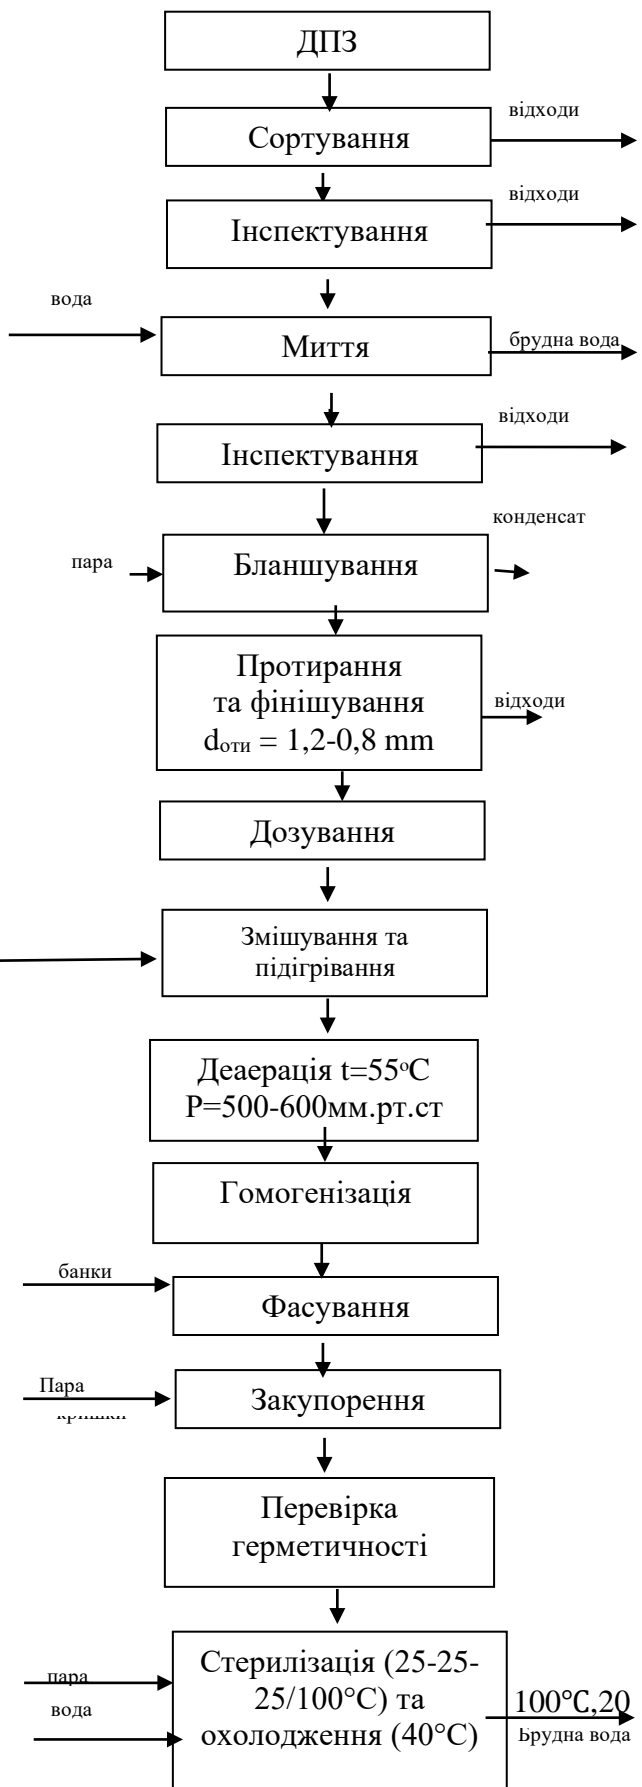 ДПЗ
відходи
Сортування
відходи
Інспектування
вода
Миття
брудна вода
відходи
Інспектування
конденсат
пара
Бланшування
Протирання
та фінішування
dоти = 1,2-0,8 mm
відходи
Дозування
Змішування та
підігрівання
Деаерація t=55°C
P=500-600мм.рт.ст
Гомогенізація
банки
Фасування
Пара
кришки
Закупорення
Перевірка
герметичності
Стерилізація (25-25-
25/100°С) та
охолодження (40°С)
пара
вода
100°С,20
Брудна вода